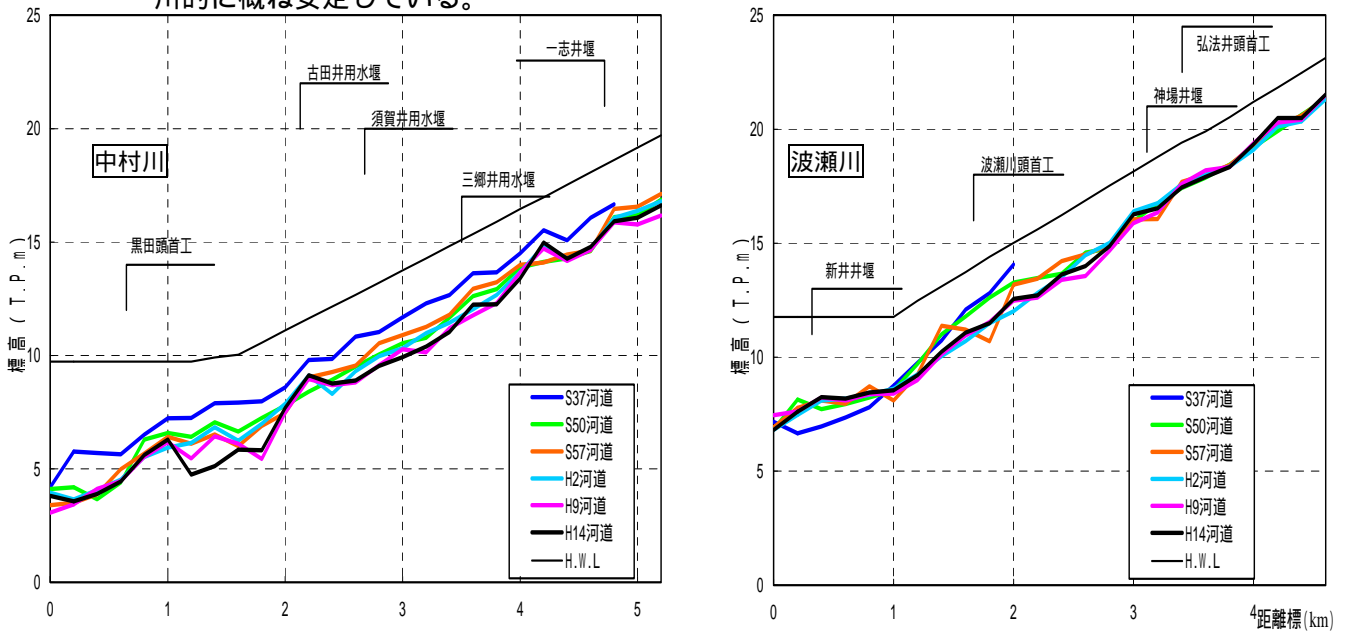 川的に概ね安定している。
25
20
15
10
5
0
標高(T.P.m)
中村川
黒田頭首工
古田井用水堰
須賀井用水堰
三郷井用水堰
一志井堰
S37河道
S50河道
S57河道
H2河道
H9河道
H14河道
H.W.L
0 1 2 3 4 5
25
20
15
10
5
0
標高(T.P.m)
波瀬川
新井井堰
波瀬川頭首工
神場井堰
弘法井頭首工
S37河道
S50河道
S57河道
H2河道
H9河道
H14河道
H.W.L
0 1 2 3 4 距離標(km)